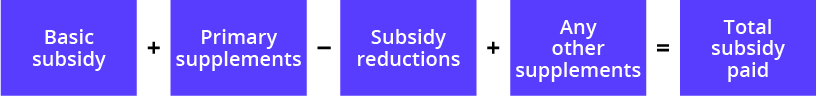 Basic
subsidy
+
Primary
supplements
−
Subsidy
reductions
+
Any
other
supplements
=
Total
subsidy
paid